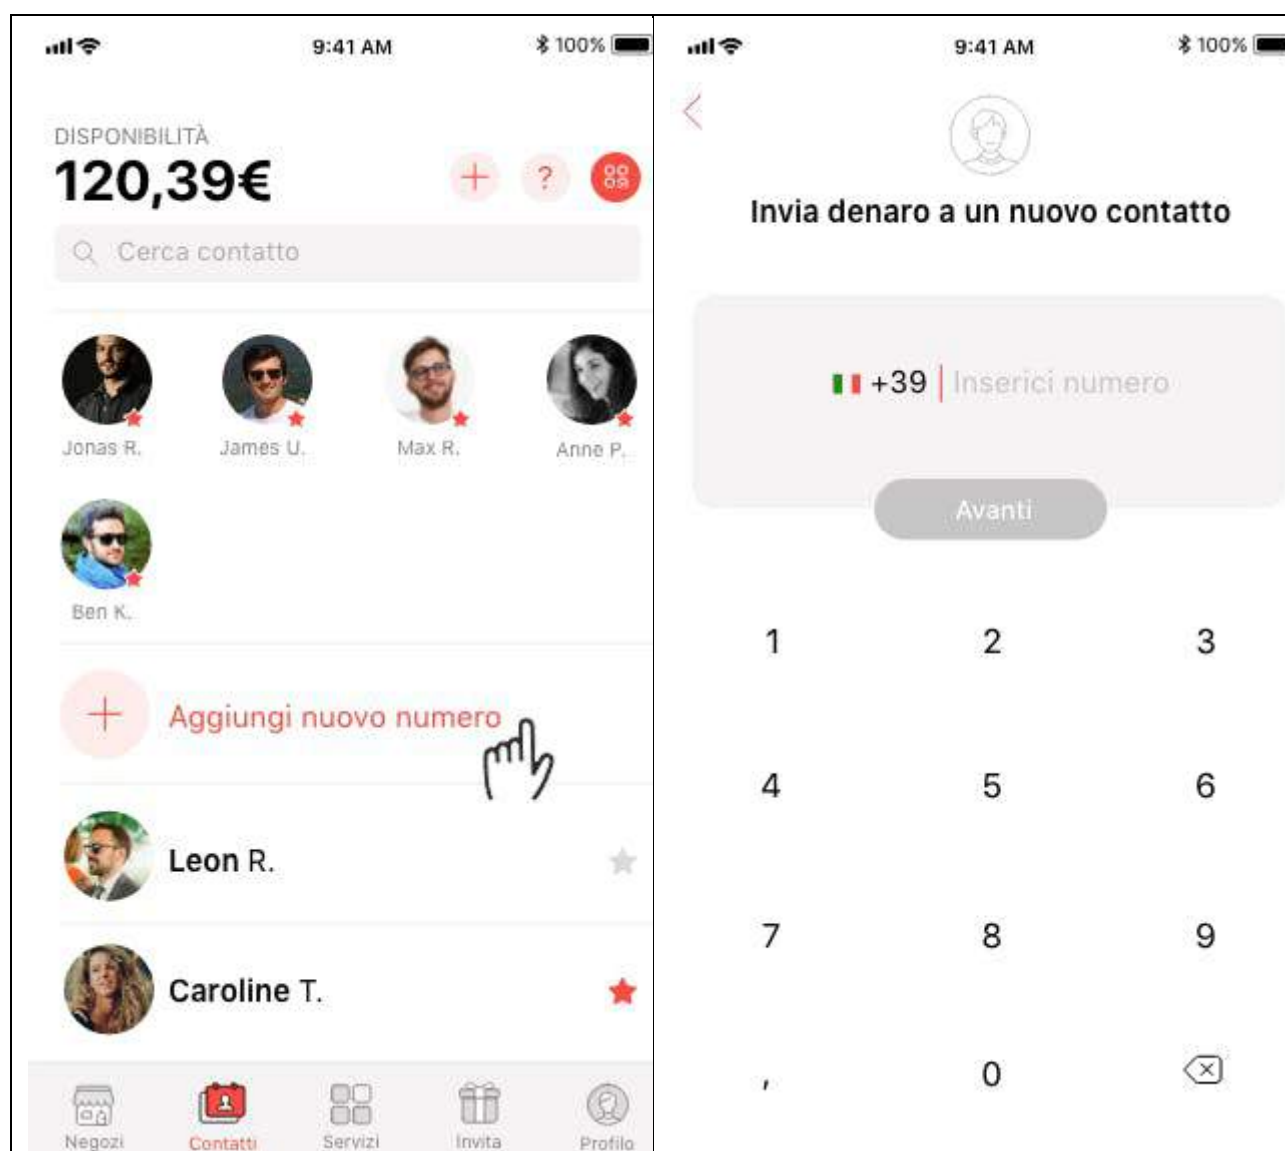 9:41 AM
100%
DISPONIBILITÀ
120,39€
?
Cerca contatto
Jonas R.
James U.
Max R.
Anne P.
Ben K.
Aggiungi nuovo numero
Leon R.
Caroline T.
Negozi
Contatti
Servizi
Invita
Profilo
9:41 AM
100%
Invia denaro a un nuovo contatto
+39 Inserici numero
Avanti
1 2 3
4 5 6
7 8 9
, 0